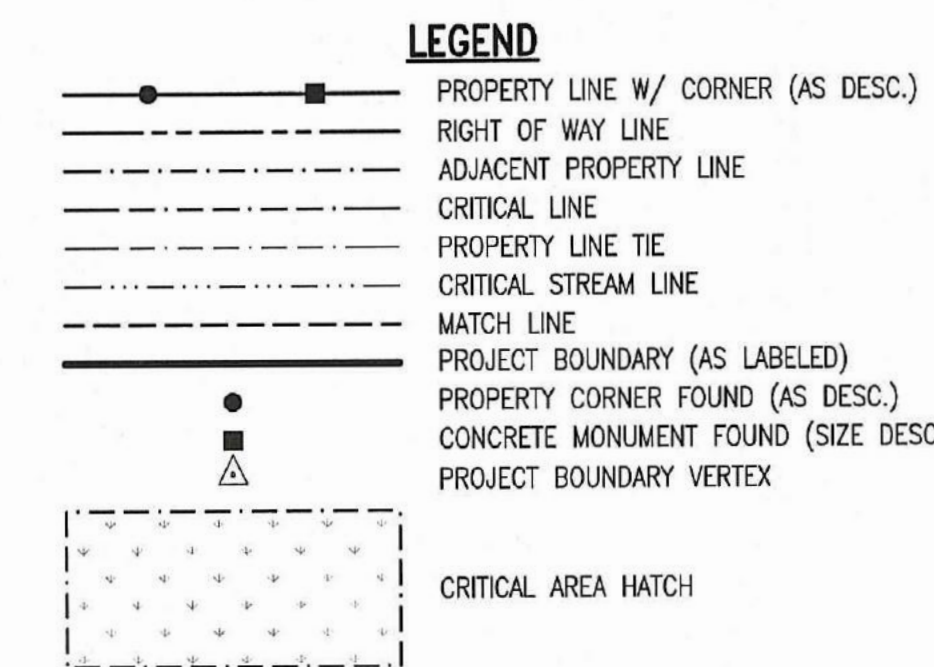 LEGEND
PROPERTY LINE W/ CORNER (AS DESC.)
RIGHT OF WAY LINE
ADJACENT PROPERTY LINE
CRITICAL LINE
PROPERTY LINE TIE
CRITICAL STREAM LINE
MATCH LINE
PROJECT BOUNDARY (AS LABELED)
PROPERTY CORNER FOUND (AS DESC.)
CONCRETE MONUMENT FOUND (SIZE DESC
PROJECT BOUNDARY VERTEX
CRITICAL AREA HATCH